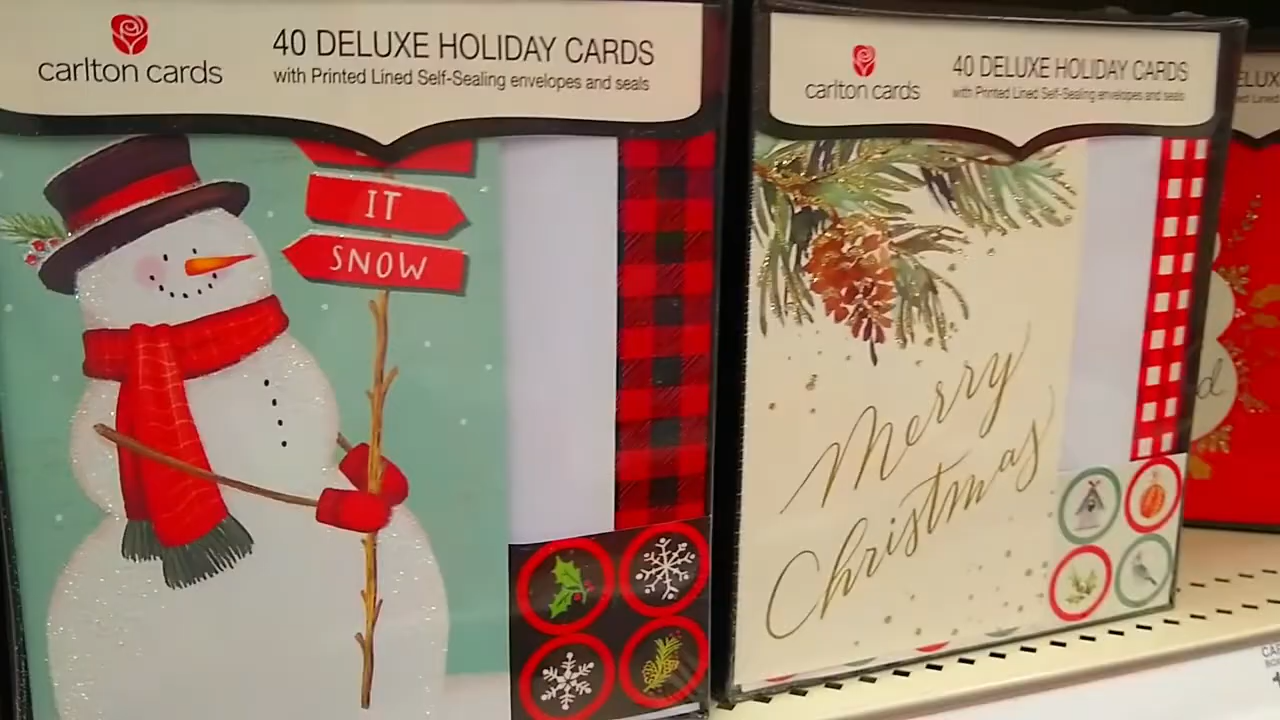 carlton cards
40 DELUXE HOLIDAY CARDS
with Printed Lined Self-Sealing envelopes and seals
IT
SNOW
carlton cards
40 DELUXE HOLIDAY CARDS
with Printed Lined Self-Sealing envelopes and seals
Merry
Christmas